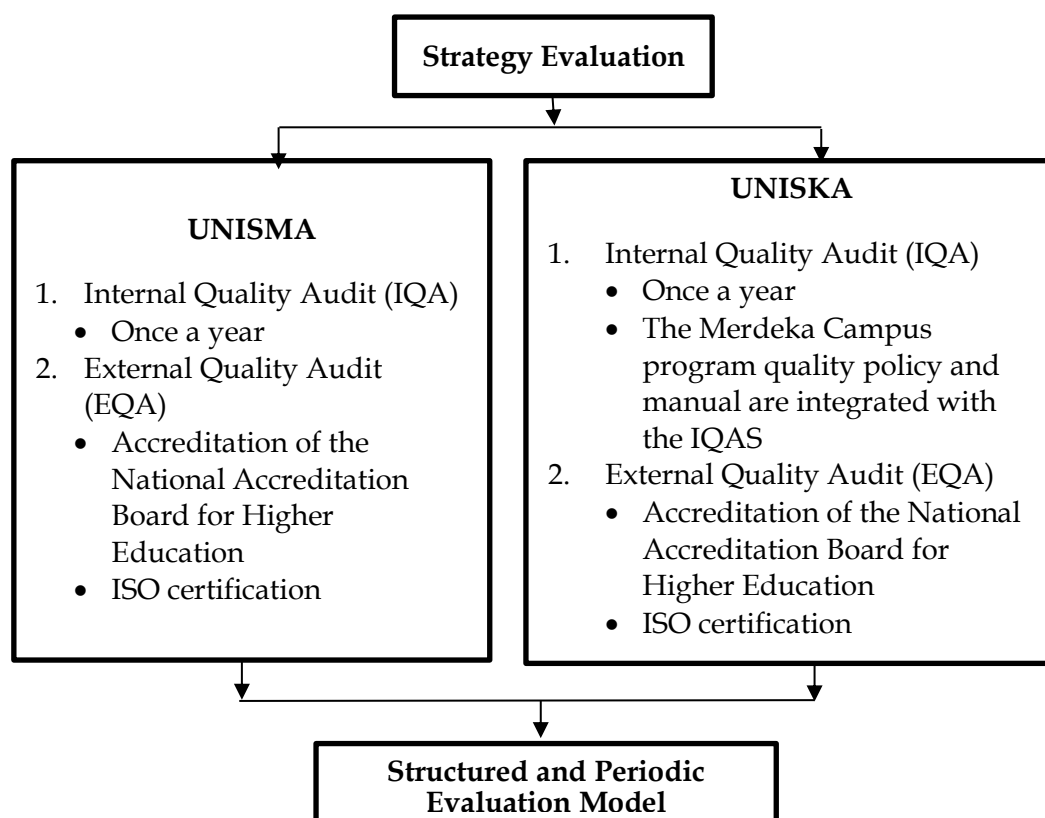 Strategy Evaluation
UNISMA
1. Internal Quality Audit (IQA)
• Once a year
2. External Quality Audit
(EQA)
• Accreditation of the
National Accreditation
Board for Higher
Education
• ISO certification
UNISKA
1. Internal Quality Audit (IQA)
• Once a year
• The Merdeka Campus
program quality policy and
manual are integrated with
the IQAS
2. External Quality Audit (EQA)
• Accreditation of the National
Accreditation Board for
Higher Education
• ISO certification
Structured and Periodic
Evaluation Model